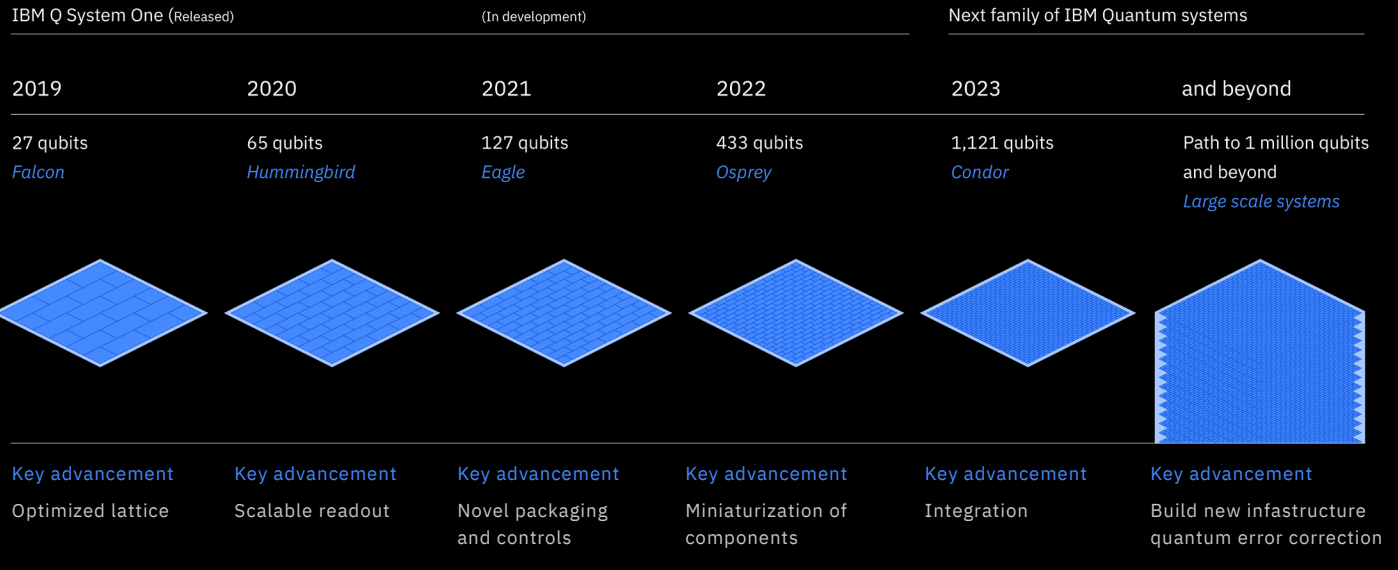 IBM Q System One (Released)
(In development)
Next family of IBM Quantum systems
2019
2020
2021
2022
2023
and beyond
27 qubits
65 qubits
127 qubits
433 qubits
1,121 qubits
Path to 1 million qubits
and beyond
Falcon
Hummingbird
Eagle
Osprey
Condor
Large scale systems
Key advancement
Key advancement
Key advancement
Key advancement
Key advancement
Key advancement
Optimized lattice
Scalable readout
Novel packaging
and controls
Miniaturization of
components
Integration
Build new infastructure
quantum error correction